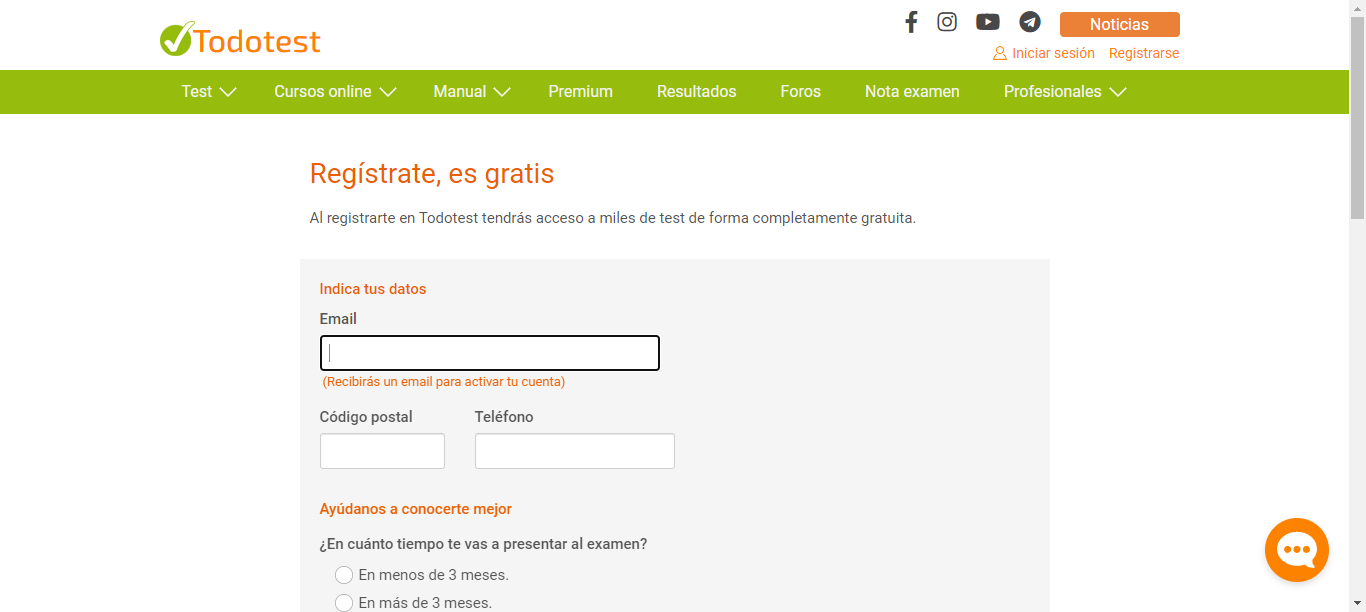 Todotest
Noticias
Iniciar sesión Registrarse
Test Cursos online Manual Premium Resultados Foros Nota examen Profesionales
Regístrate, es gratis
Al registrarte en Todotest tendrás acceso a miles de test de forma completamente gratuita.
Indica tus datos
Email
(Recibirás un email para activar tu cuenta)
Código postal Teléfono
Ayúdanos a conocerte mejor
¿En cuánto tiempo te vas a presentar al examen?
En menos de 3 meses.
En más de 3 meses.